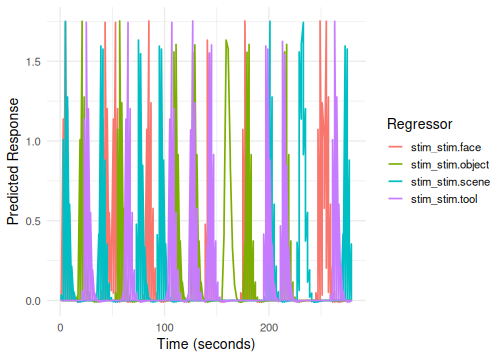 Predicted Response
1.5
1.0
0.5
0.0
0
100
200
Time (seconds)
Regressor
stim_stim.face
stim_stim.object
stim_stim.scene
stim_stim.tool